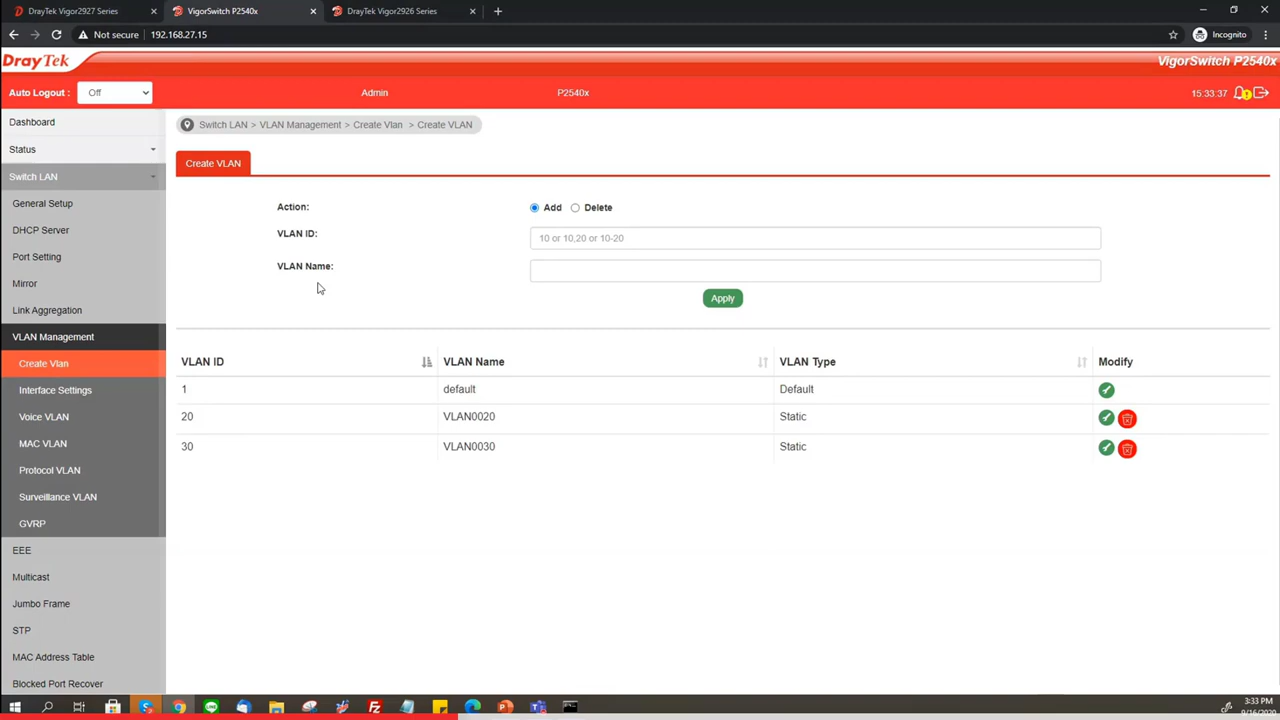 DrayTek Vigor2927 Series
VigorSwitch P2540x
DrayTek Vigor2926 Series
Not secure
192.168.27.15
Incognito
DrayTek
VigorSwitch P2540x
Auto Logout :
Off
Admin
P2540x
15:33:37
Dashboard
Status
Switch LAN
General Setup
DHCP Server
Port Setting
Mirror
Link Aggregation
VLAN Management
Create Vlan
Interface Settings
Voice VLAN
MAC VLAN
Protocol VLAN
Surveillance VLAN
GVRP
EEE
Multicast
Jumbo Frame
STP
MAC Address Table
Blocked Port Recover
Switch LAN > VLAN Management > Create Vlan > Create VLAN
Create VLAN
Action:
Add
Delete
VLAN ID:
10 or 10,20 or 10-20
VLAN Name:
Apply
VLAN ID VLAN Name VLAN Type Modify
1 default Default
20 VLAN0020 Static
30 VLAN0030 Static
3:33 PM
9/16/2020